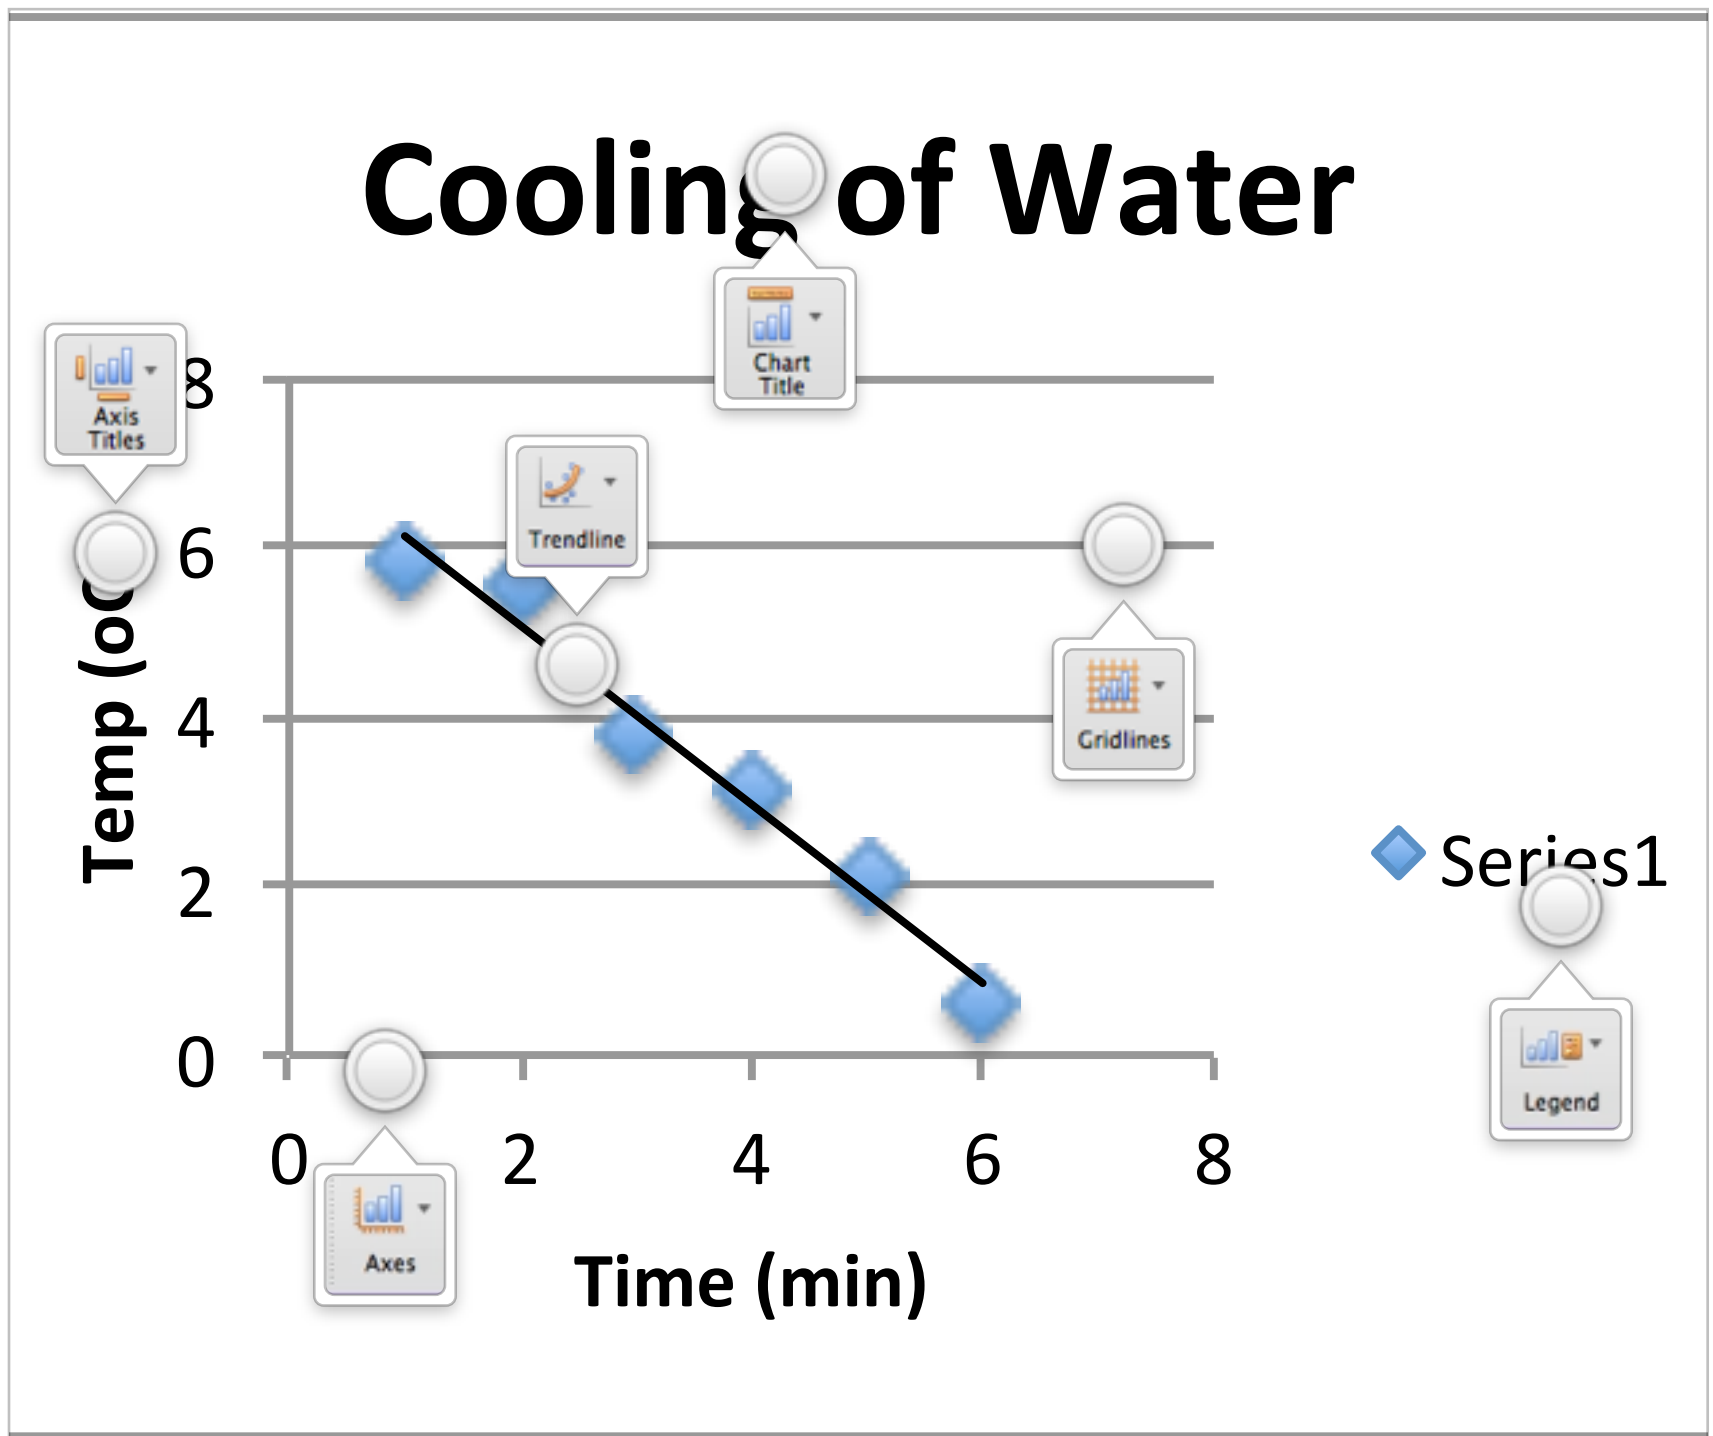 Cooling of Water
Chart
Title
Axis
Titles
8
Trendline
6
Temp (oC
Gridlines
4
2
Series1
0
Legend
0 2 4 6 8
Axes
Time (min)